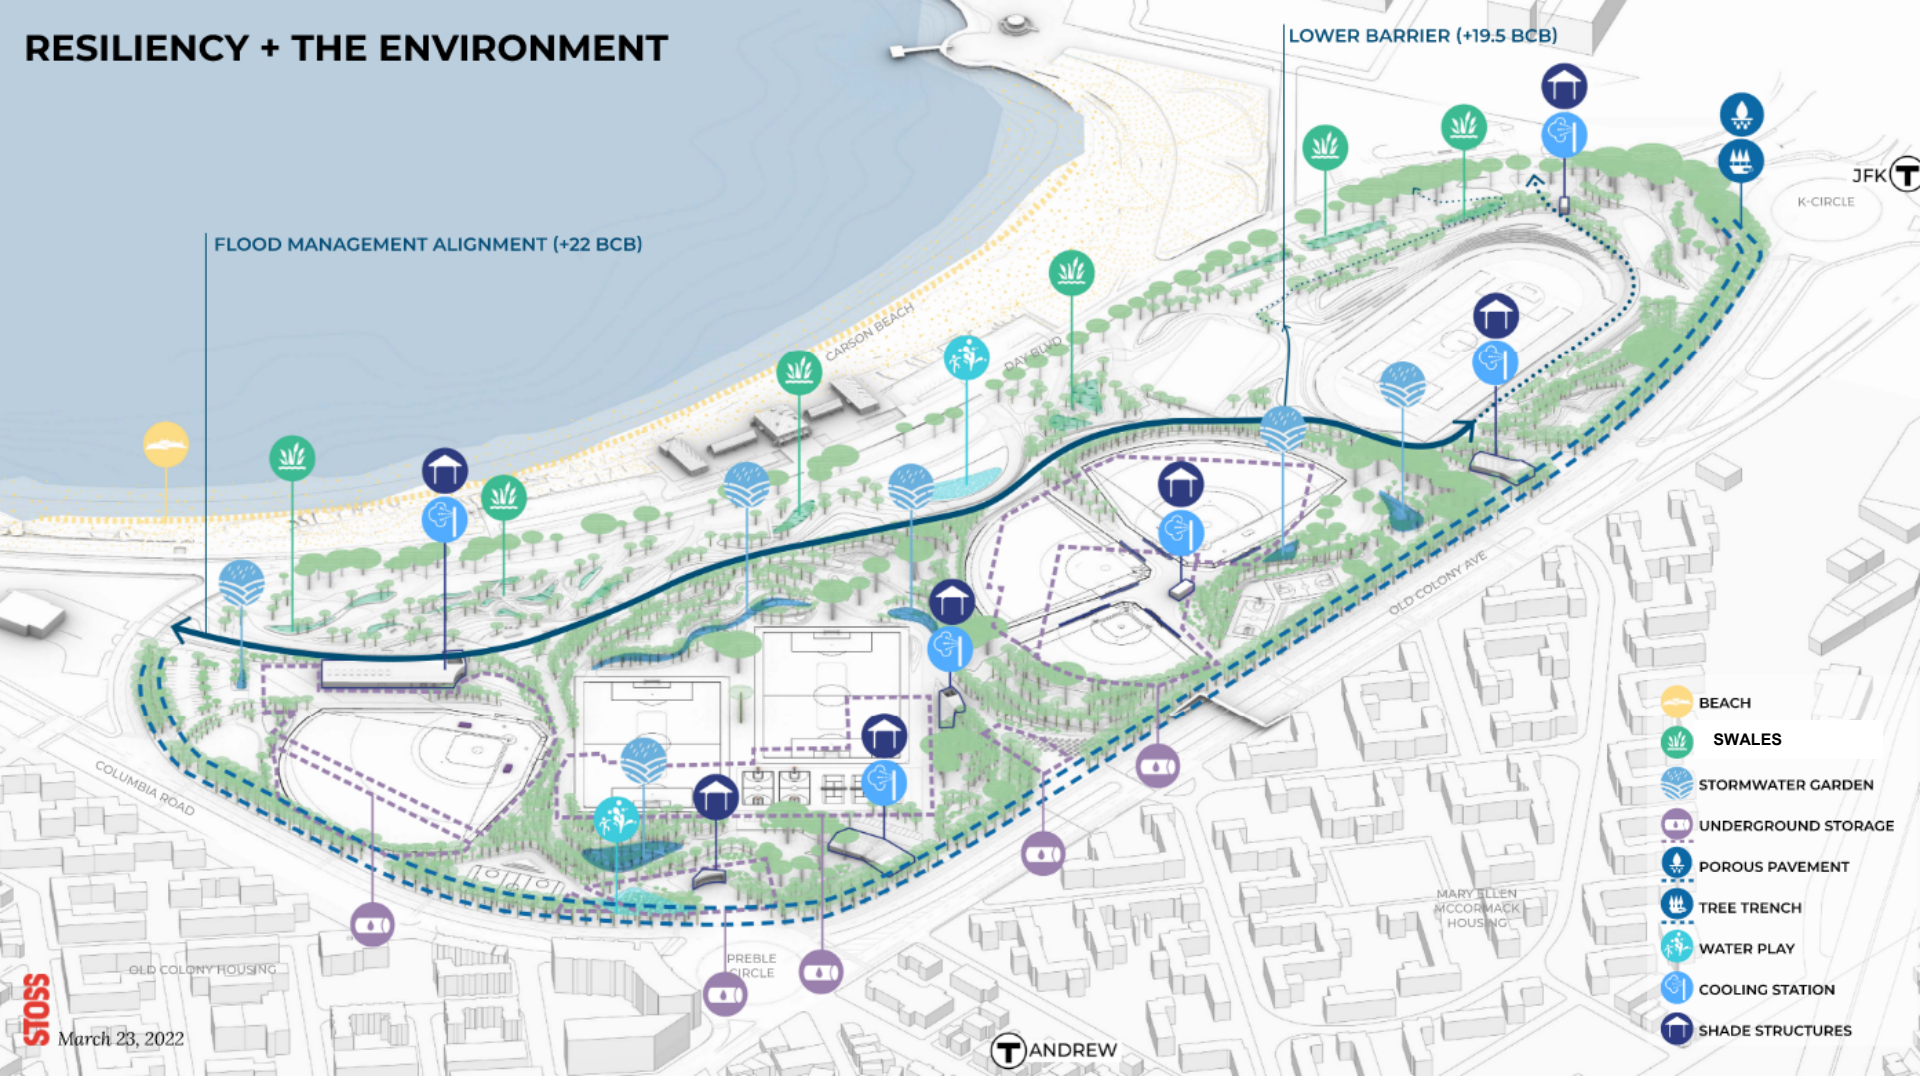 RESILIENCY + THE ENVIRONMENT
LOWER BARRIER (+19.5 BCB)
JFK T
K-CIRCLE
FLOOD MANAGEMENT ALIGNMENT (+22 BCB)
CARSON BEACH
DAY BLVD
OLD COLONY AVE
COLUMBIA ROAD
BEACH
SWALES
STORMWATER GARDEN
UNDERGROUND STORAGE
POROUS PAVEMENT
TREE TRENCH
WATER PLAY
COOLING STATION
SHADE STRUCTURES
MARY ELLEN
MCCORMACK
HOUSING
OLD COLONY HOUSING
PREBLE
CIRCLE
STOSS
March 23, 2022
T ANDREW